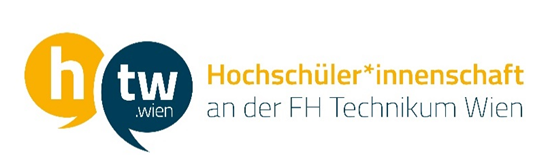 h
tw
.wien
Hochschüler*innenschaft
an der FH Technikum Wien